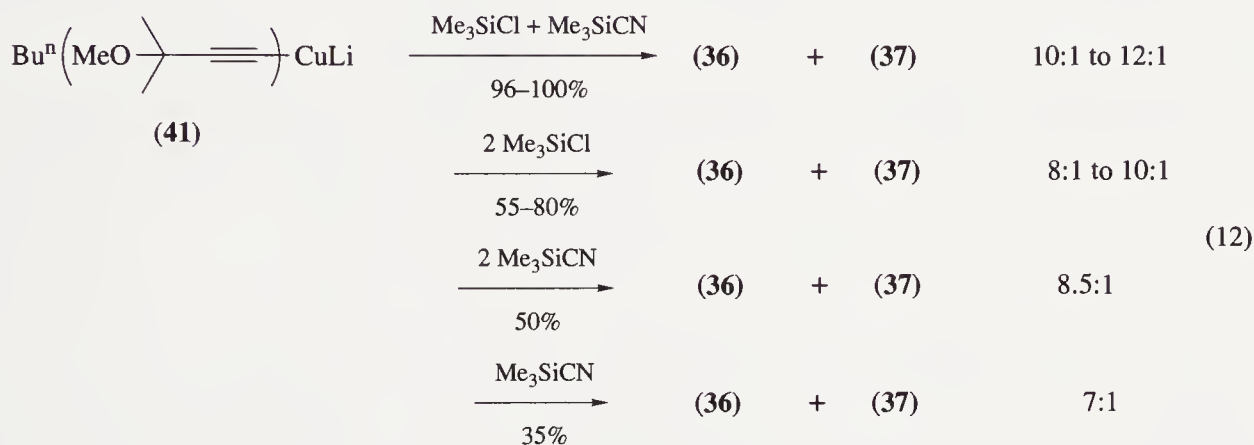 Me₃SiCl + Me₃SiCN
Buⁿ(MeO ≡)CuLi (36) + (37) 10:1 to 12:1
96–100%
(41)
2 Me₃SiCl
(36) + (37) 8:1 to 10:1
55–80%
(12)
2 Me₃SiCN
(36) + (37) 8.5:1
50%
Me₃SiCN
(36) + (37) 7:1
35%